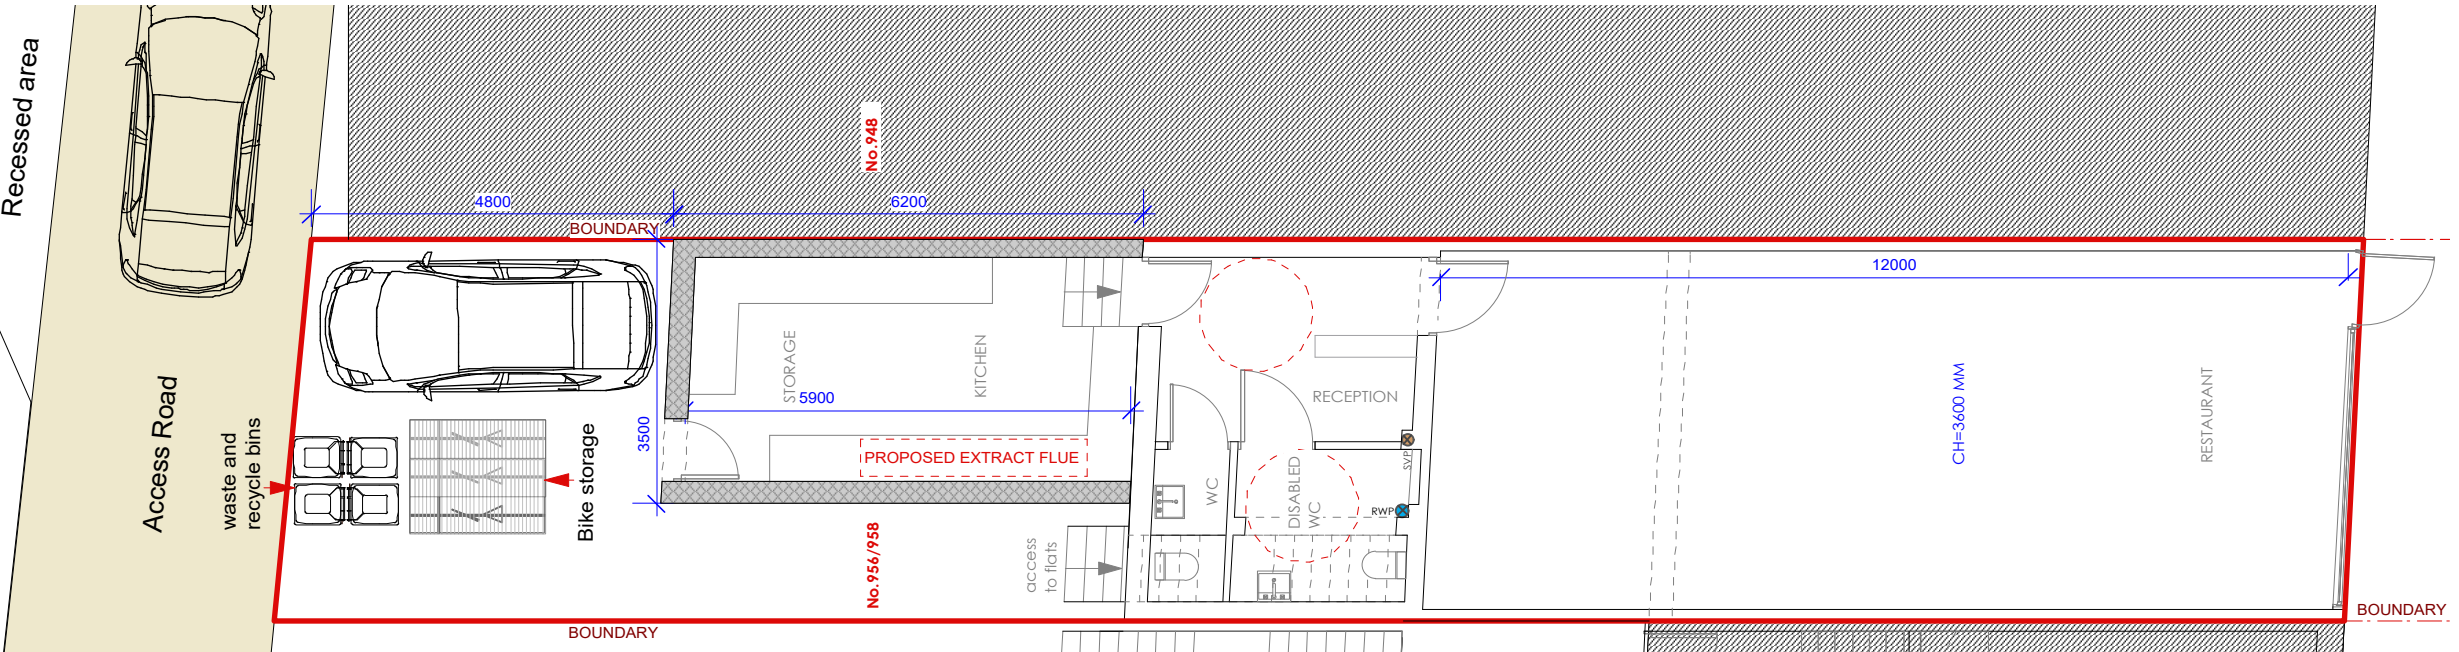 Recessed area
Access Road
waste and
recycle bins
Bike storage
4800
6200
BOUNDARY
No.948
3500
STORAGE
KITCHEN
5900
PROPOSED EXTRACT FLUE
No.956/958
access
to flats
BOUNDARY
WC
DISABLED
WC
RECEPTION
SVP
RWP
12000
CH=3600 MM
RESTAURANT
BOUNDARY